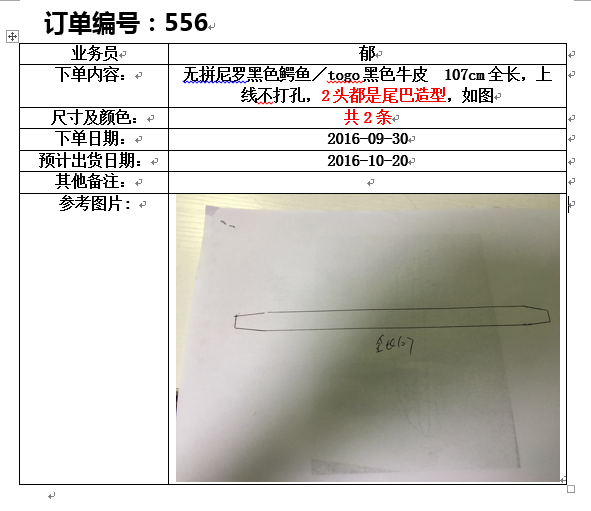 订单编号：556
业务员 郁
下单内容： 无拼尼罗黑色鳄鱼／togo黑色牛皮 107cm全长，上
线不打孔，2头都是尾巴造型，如图
尺寸及颜色： 共2条
下单日期： 2016-09-30
预计出货日期： 2016-10-20
其他备注：
参考图片:
全长107